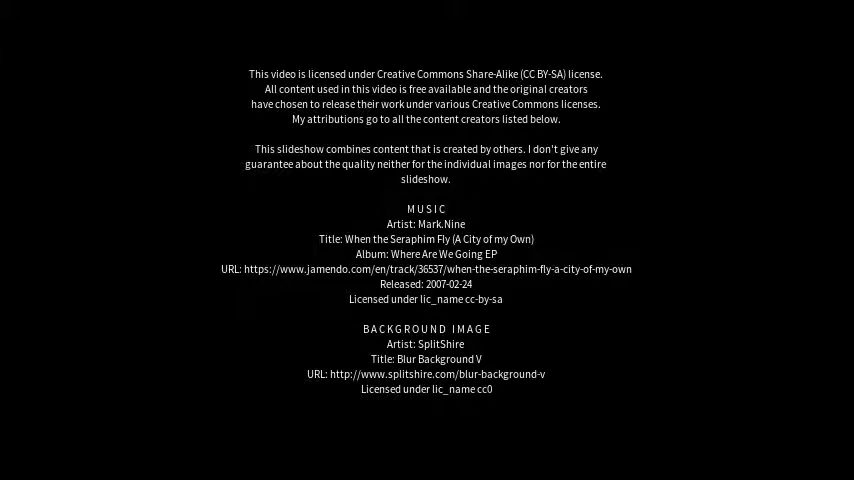 This video is licensed under Creative Commons Share-Alike (CC BY-SA) license.
All content used in this video is free available and the original creators
have chosen to release their work under various Creative Commons licenses.
My attributions go to all the content creators listed below.
This slideshow combines content that is created by others. I don't give any
guarantee about the quality neither for the individual images nor for the entire
slideshow.
MUSIC
Artist: Mark.Nine
Title: When the Seraphim Fly (A City of my Own)
Album: Where Are We Going EP
URL: https://www.jamendo.com/en/track/36537/when-the-seraphim-fly-a-city-of-my-own
Released: 2007-02-24
Licensed under lic_name cc-by-sa
BACKGROUND IMAGE
Artist: SplitShire
Title: Blur Background V
URL: http://www.splitshire.com/blur-background-v
Licensed under lic_name cc0